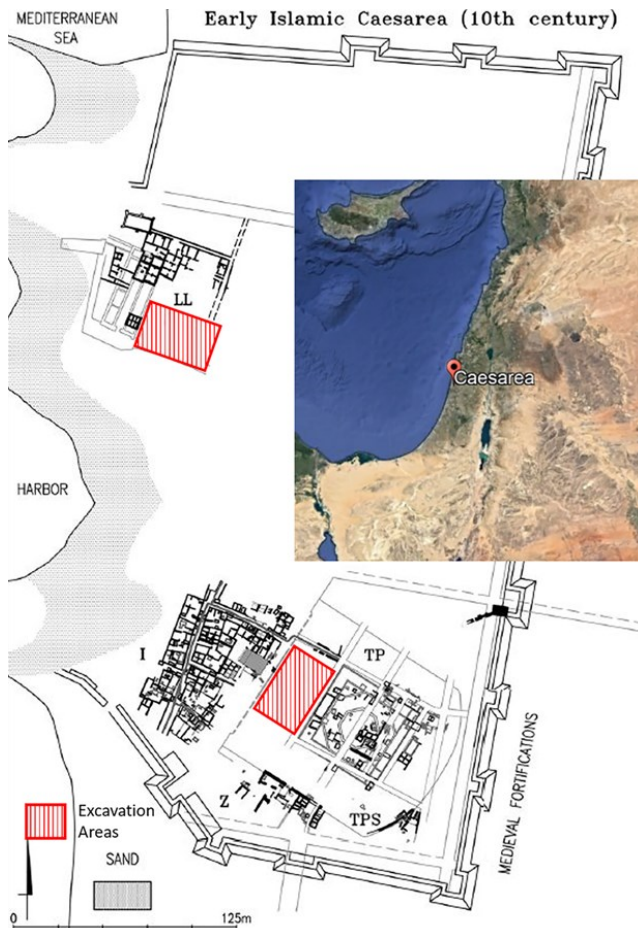 MEDITERRANEAN
SEA
Early Islamic Caesarea (10th century)
LL
Caesarea
HARBOR
I
TP
Z
TPS
MEDIEVAL FORTIFICATIONS
Excavation
Areas
SAND
0
125m